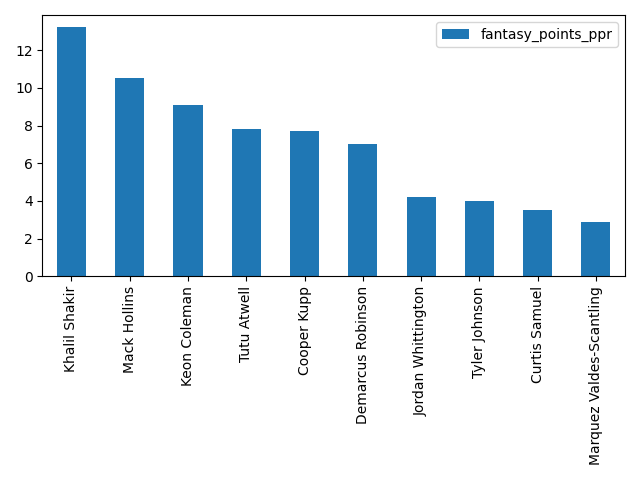 fantasy_points_ppr
12
10
8
6
4
2
0
Khalil Shakir
Mack Hollins
Keon Coleman
Tutu Atwell
Cooper Kupp
Demarcus Robinson
Jordan Whittington
Tyler Johnson
Curtis Samuel
Marquez Valdes-Scantling